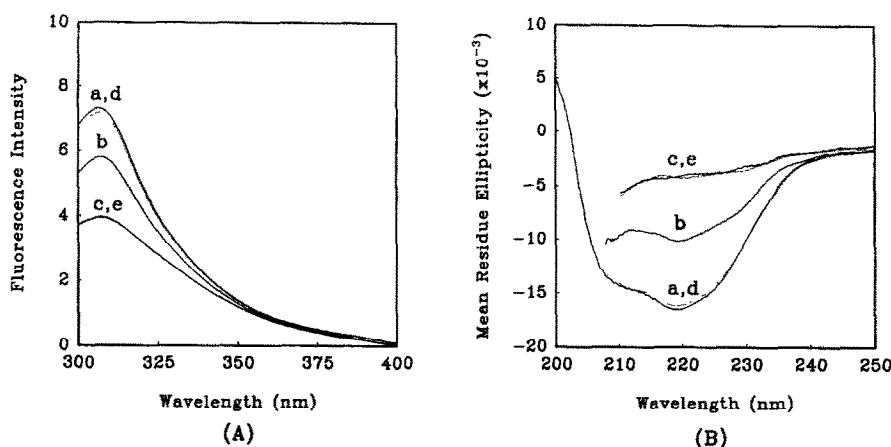 Fluorescence Intensity
10
8
6
4
2
0
a,d
b
c,e
300
325
350
375
400
Wavelength (nm)
(A)
Mean Residue Ellipticity (x10⁻³)
10
5
0
−5
−10
−15
−20
c,e
b
a,d
200
210
220
230
240
250
Wavelength (nm)
(B)